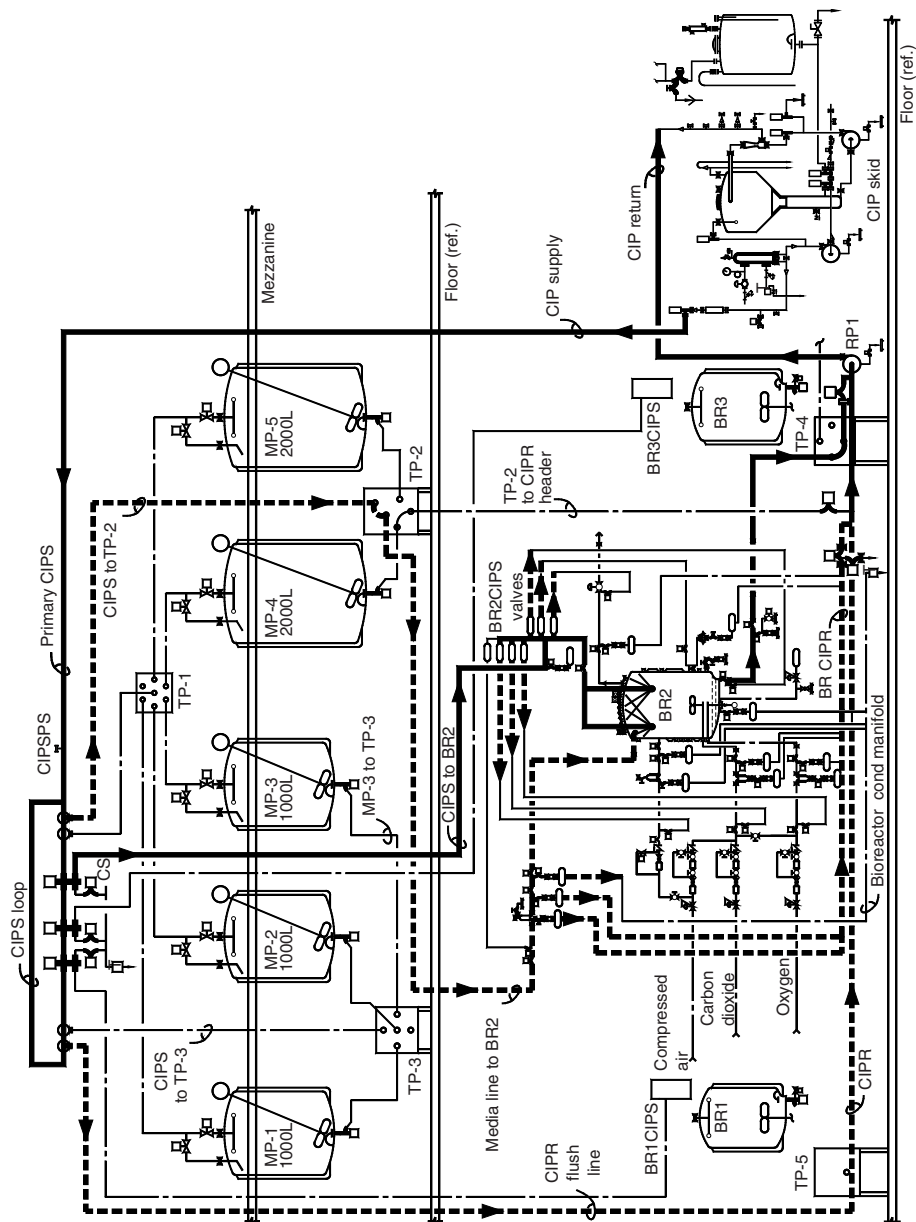 Floor (ref.)
CIP skid
CIP return
CIP supply
Mezzanine
Floor (ref.)
RP1
MP-5
2000L
TP-2
BR3CIPS
BR3
TP-4
Primary CIPS
CIPS toTP-2
TP-2
to CIPR
header
MP-4
2000L
BR2CIPS
valves
TP-1
CIPSPS
BR2
BR CIPR
MP-3
1000L
MP-3 to TP-3
CIPS to BR2
CS
Bioreactor cond manifold
CIPS loop
MP-2
1000L
Oxygen
Carbon
dioxide
Compressed
air
Media line to BR2
CIPS
to TP-3
TP-3
MP-1
1000L
BR1CIPS
BR1
CIPR
CIPR
flush
line
TP-5